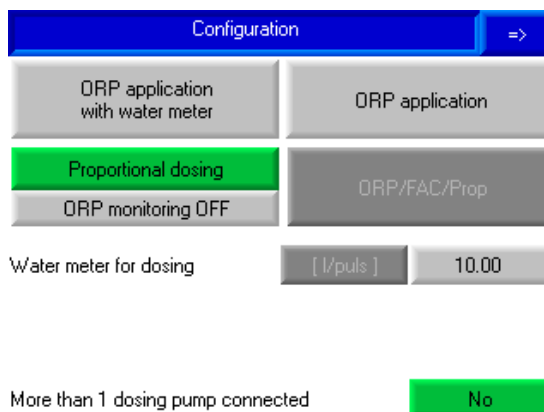 Configuration =>
ORP application
with water meter
ORP application
Proportional dosing
ORP monitoring OFF
ORP/FAC/Prop
Water meter for dosing [ l/puls ] 10.00
More than 1 dosing pump connected No